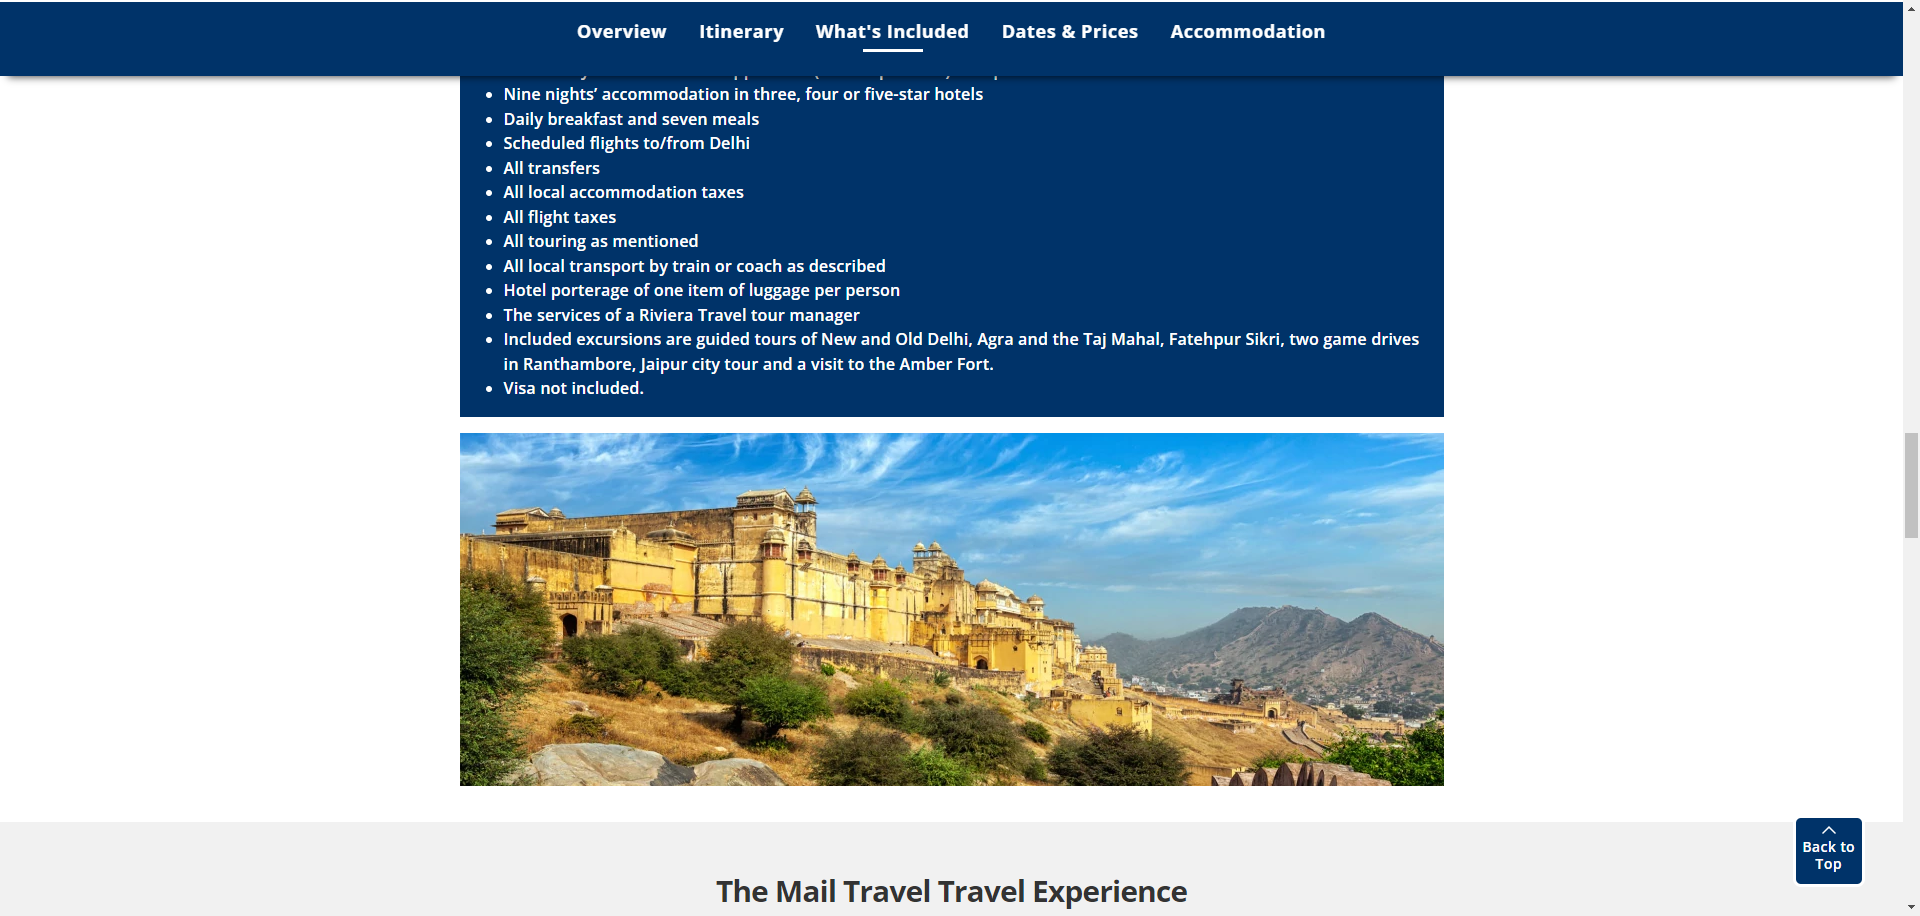 Overview Itinerary What's Included Dates & Prices Accommodation
Nine nights’ accommodation in three, four or five-star hotels
Daily breakfast and seven meals
Scheduled flights to/from Delhi
All transfers
All local accommodation taxes
All flight taxes
All touring as mentioned
All local transport by train or coach as described
Hotel porterage of one item of luggage per person
The services of a Riviera Travel tour manager
Included excursions are guided tours of New and Old Delhi, Agra and the Taj Mahal, Fatehpur Sikri, two game drives
in Ranthambore, Jaipur city tour and a visit to the Amber Fort.
Visa not included.
Back to
Top
The Mail Travel Travel Experience